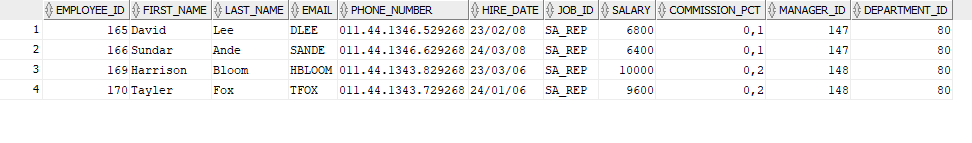 EMPLOYEE_ID FIRST_NAME LAST_NAME EMAIL PHONE_NUMBER HIRE_DATE JOB_ID SALARY COMMISSION_PCT MANAGER_ID DEPARTMENT_ID
1 165 David Lee DLEE 011.44.1346.529268 23/02/08 SA_REP 6800 0,1 147 80
2 166 Sundar Ande SANDE 011.44.1346.629268 24/03/08 SA_REP 6400 0,1 147 80
3 169 Harrison Bloom HBLOOM 011.44.1343.829268 23/03/06 SA_REP 10000 0,2 148 80
4 170 Tayler Fox TFOX 011.44.1343.729268 24/01/06 SA_REP 9600 0,2 148 80